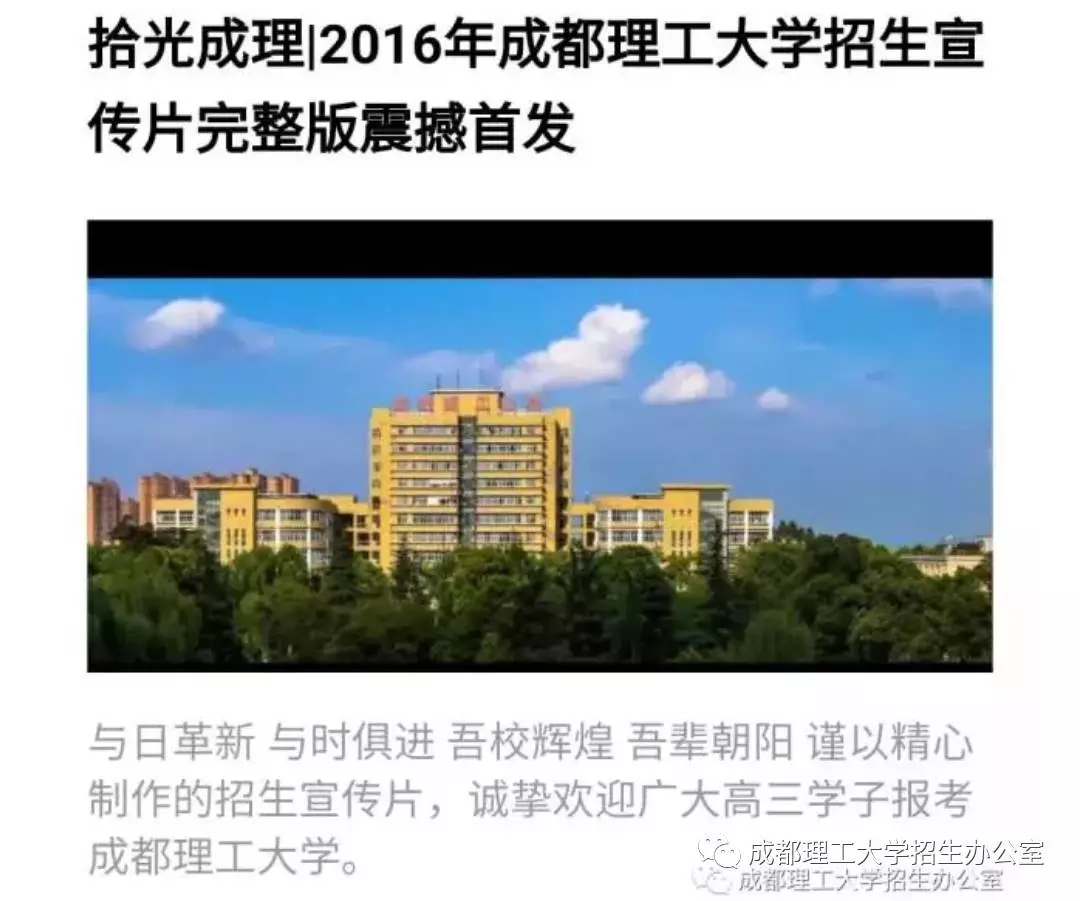 拾光成理|2016年成都理工大学招生宣
传片完整版震撼首发
与日革新 与时俱进 吾校辉煌 吾辈朝阳 谨以精心
制作的招生宣传片，诚挚欢迎广大高三学子报考
成都理工大学。
成都理工大学招生办公室
成都理工大学招生办公室